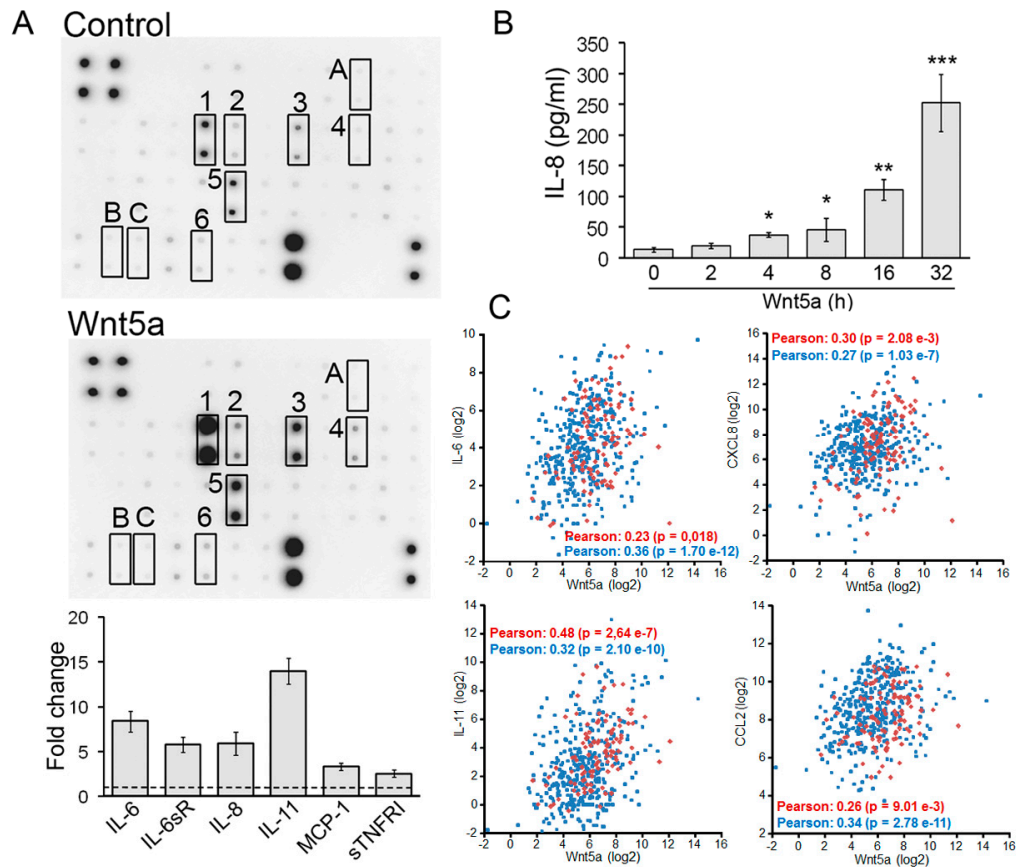 A
Control
A
1 2 3
4
5
B C 6
Wnt5a
A
1 2 3
4
5
B C 6
Fold change
20
15
10
5
0
IL-6 IL-6sR IL-8 IL-11 MCP-1 sTNFRI
B
IL-8 (pg/ml)
350
300
250
200
150
100
50
0
* * ** ***
0 2 4 8 16 32
Wnt5a (h)
C
IL-6 (log2)
10
8
6
4
2
0
-2
Pearson: 0.23 (p = 0,018)
Pearson: 0.36 (p = 1.70 e-12)
-2 0 2 4 6 8 10 12 14 16
Wnt5a (log2)
CXCL8 (log2)
16
14
12
10
8
6
4
2
0
-2
Pearson: 0.30 (p = 2.08 e-3)
Pearson: 0.27 (p = 1.03 e-7)
-2 0 2 4 6 8 10 12 14 16
Wnt5a (log2)
IL-11 (log2)
14
12
10
8
6
4
2
0
-2
Pearson: 0.48 (p = 2,64 e-7)
Pearson: 0.32 (p = 2.10 e-10)
-2 0 2 4 6 8 10 12 14 16
Wnt5a (log2)
CCL2 (log2)
14
12
10
8
6
4
2
Pearson: 0.26 (p = 9.01 e-3)
Pearson: 0.34 (p = 2.78 e-11)
-2 0 2 4 6 8 10 12 14 16
Wnt5a (log2)